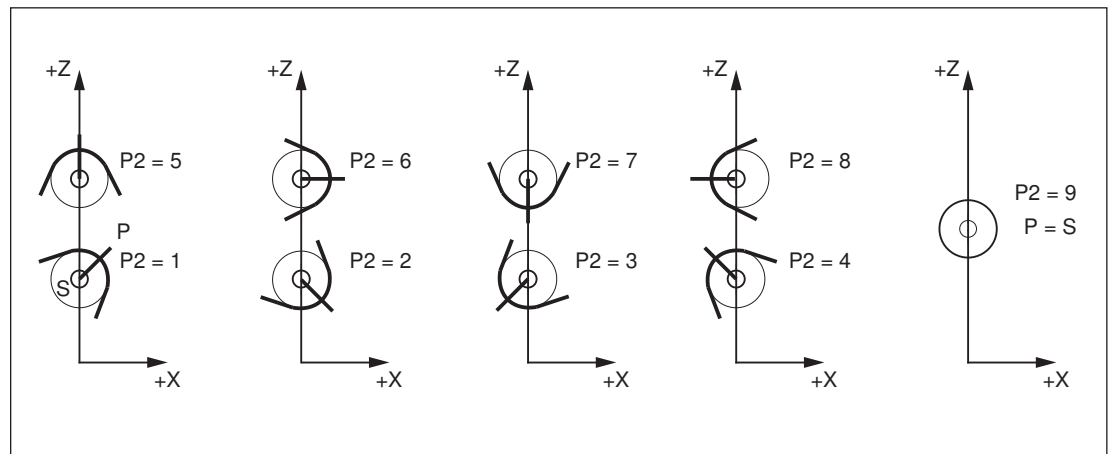 +Z +Z +Z +Z +Z
P2 = 5 P2 = 6 P2 = 7 P2 = 8
P2 = 9
P P = S
P2 = 1 P2 = 2 P2 = 3 P2 = 4
S
+X +X +X +X +X